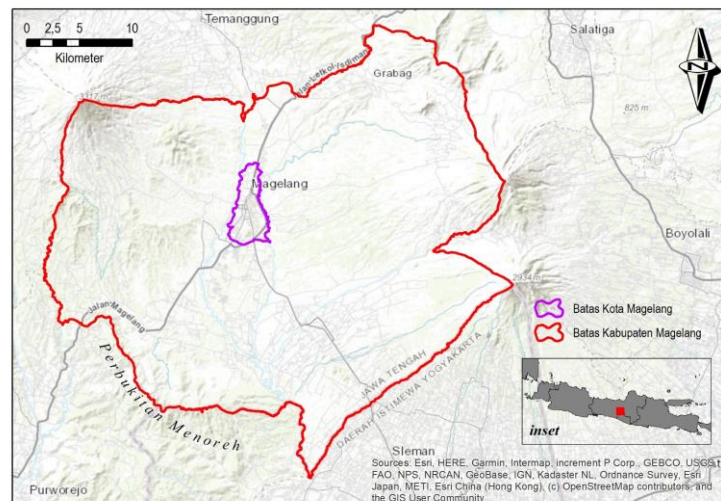 0 2,5 5 10
Kilometer
Temanggung
Salatiga
Grabag
N
3317 m
825 m
Magelang
Boyolali
2934 m
Jalan Magelang
Batas Kota Magelang
Batas Kabupaten Magelang
Perbukitan Menoreh
JAWA TENGAH
DAERAH ISTIMEWA YOGYAKARTA
inset
Sleman
Purworejo
Sources: Esri, HERE, Garmin, Intermap, increment P Corp., GEBCO, USGS,
FAO, NPS, NRCAN, GeoBase, IGN, Kadaster NL, Ordnance Survey, Esri
Japan, METI, Esri China (Hong Kong), (c) OpenStreetMap contributors, and
the GIS User Community